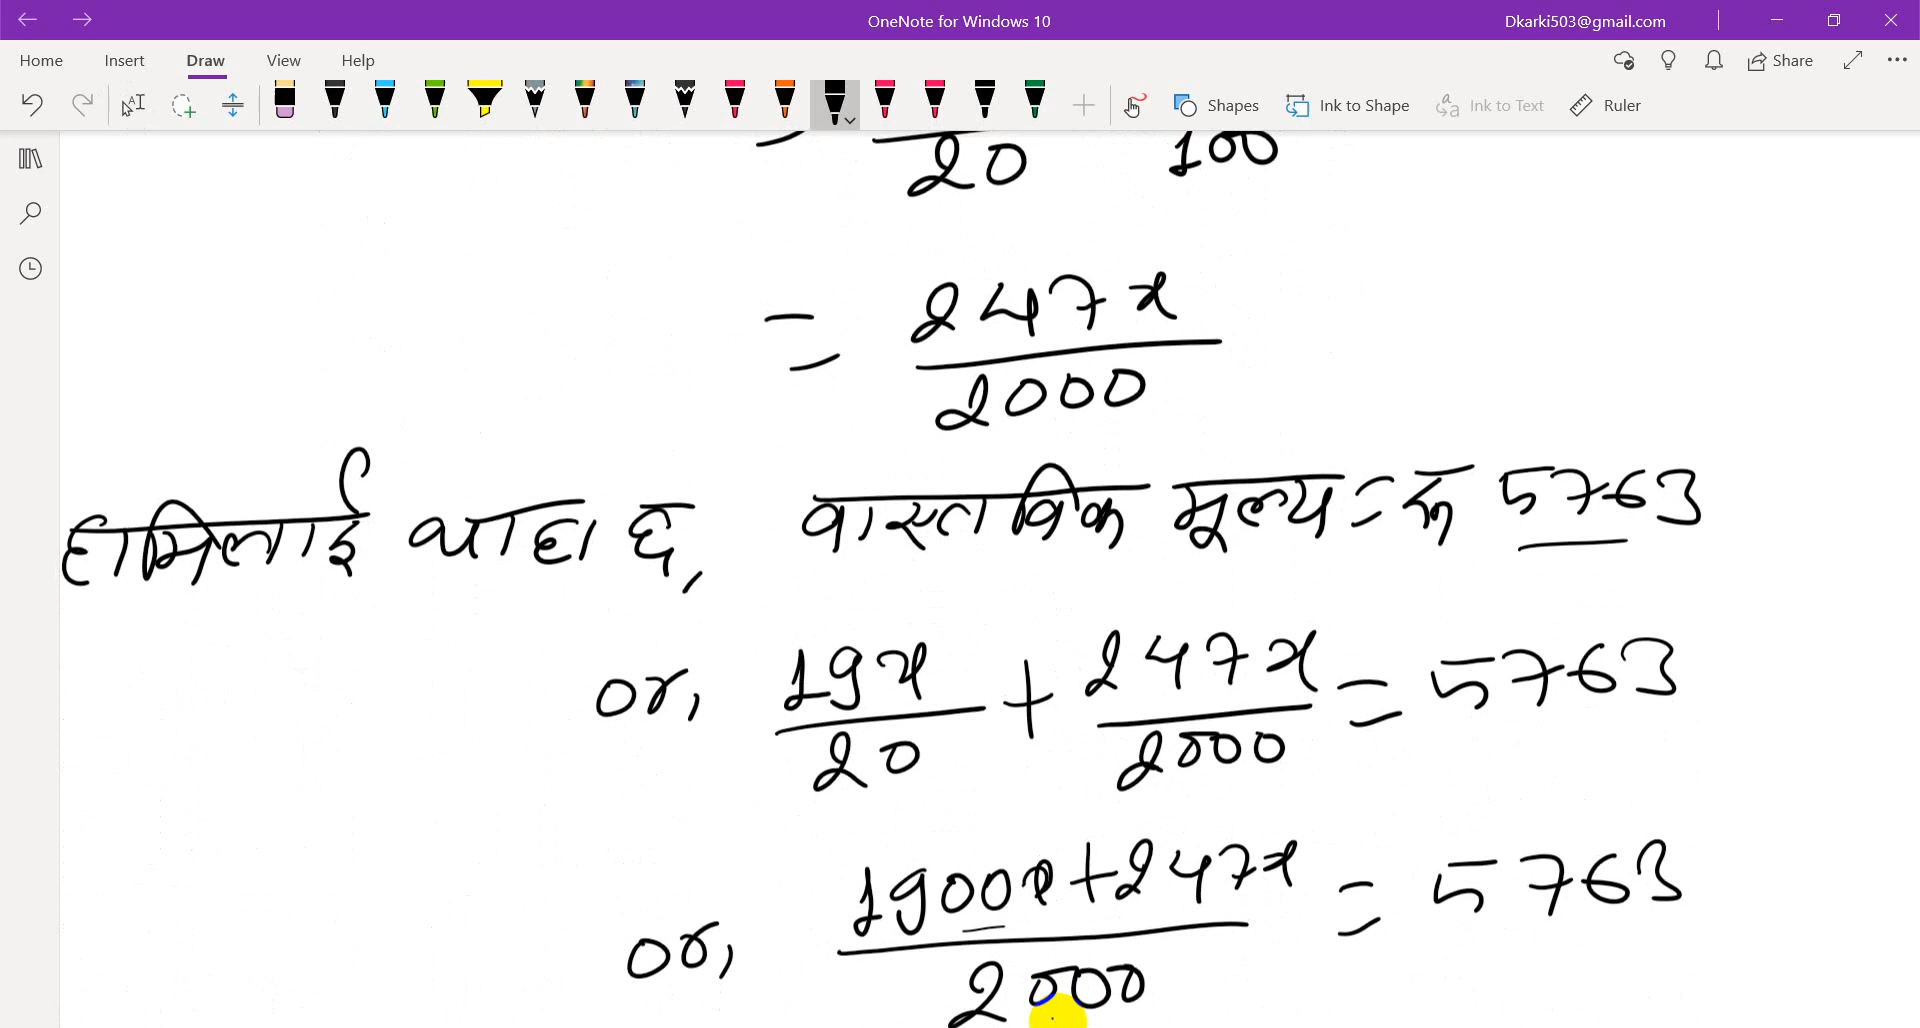 OneNote for Windows 10 Dkarki503@gmail.com
Home Insert Draw View Help Share
Shapes Ink to Shape Ink to Text Ruler
= 20 100
= 247x
2000
हामिलाई थाहा छ, वास्तविक मूल्य = रू 5763
or, 19x/20 + 247x/2000 = 5763
or, 1900x+247x = 5763
2000